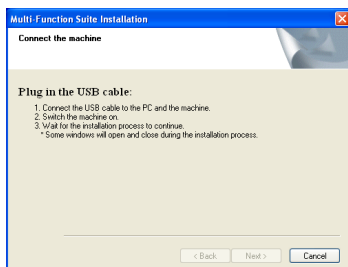 Multi-Function Suite Installation
Connect the machine
Plug in the USB cable:
1. Connect the USB cable to the PC and the machine.
2. Switch the machine on.
3. Wait for the installation process to continue.
* Some windows will open and close during the installation process.
< Back
Next >
Cancel